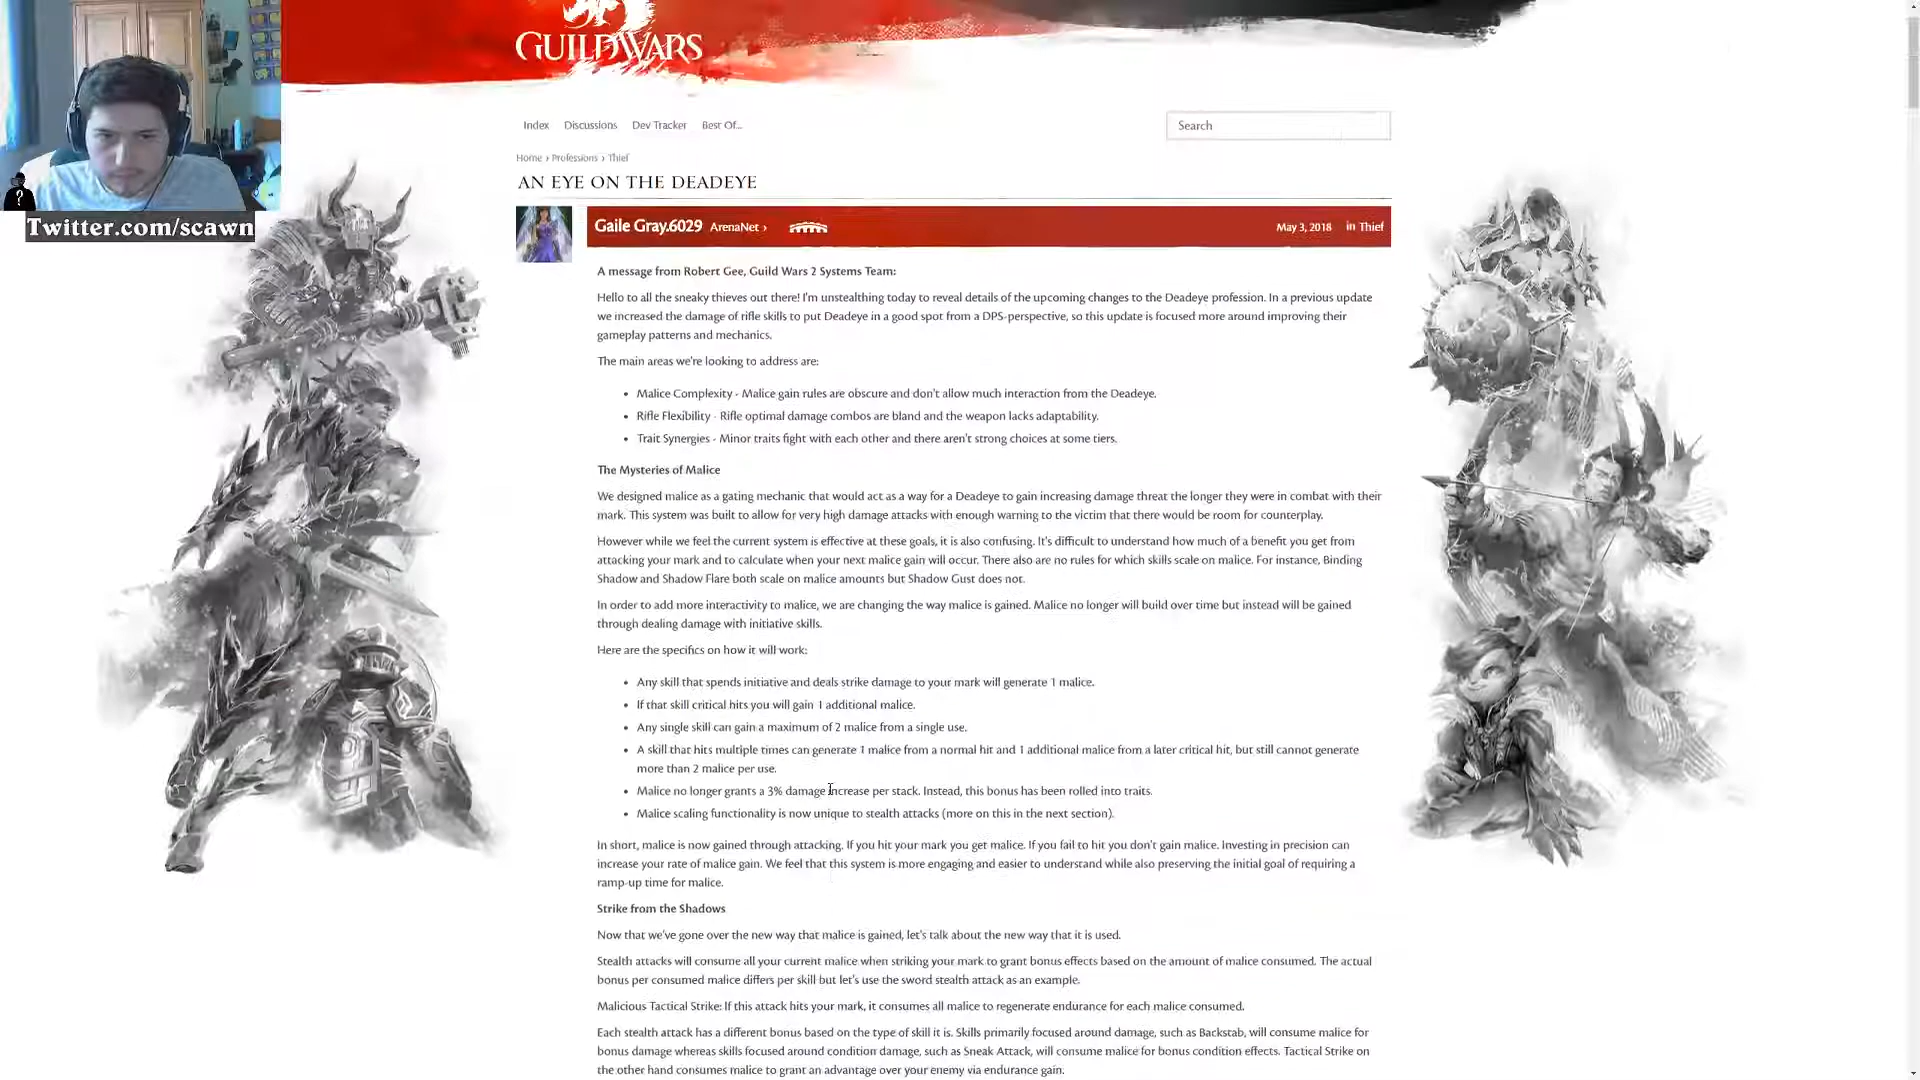 GUILDWARS
Twitter.com/scawn
?
Index Discussions Dev Tracker Best Of...
Search
Home › Professions › Thief
AN EYE ON THE DEADEYE
Gaile Gray.6029 ArenaNet › May 3, 2018 in Thief
A message from Robert Gee, Guild Wars 2 Systems Team:
Hello to all the sneaky thieves out there! I'm unstealthing today to reveal details of the upcoming changes to the Deadeye profession. In a previous update
we increased the damage of rifle skills to put Deadeye in a good spot from a DPS-perspective, so this update is focused more around improving their
gameplay patterns and mechanics.
The main areas we're looking to address are:
• Malice Complexity - Malice gain rules are obscure and don't allow much interaction from the Deadeye.
• Rifle Flexibility - Rifle optimal damage combos are bland and the weapon lacks adaptability.
• Trait Synergies - Minor traits fight with each other and there aren't strong choices at some tiers.
The Mysteries of Malice
We designed malice as a gating mechanic that would act as a way for a Deadeye to gain increasing damage threat the longer they were in combat with their
mark. This system was built to allow for very high damage attacks with enough warning to the victim that there would be room for counterplay.
However while we feel the current system is effective at these goals, it is also confusing. It's difficult to understand how much of a benefit you get from
attacking your mark and to calculate when your next malice gain will occur. There also are no rules for which skills scale on malice. For instance, Binding
Shadow and Shadow Flare both scale on malice amounts but Shadow Gust does not.
In order to add more interactivity to malice, we are changing the way malice is gained. Malice no longer will build over time but instead will be gained
through dealing damage with initiative skills.
Here are the specifics on how it will work:
• Any skill that spends initiative and deals strike damage to your mark will generate 1 malice.
• If that skill critical hits you will gain 1 additional malice.
• Any single skill can gain a maximum of 2 malice from a single use.
• A skill that hits multiple times can generate 1 malice from a normal hit and 1 additional malice from a later critical hit, but still cannot generate
more than 2 malice per use.
• Malice no longer grants a 3% damage increase per stack. Instead, this bonus has been rolled into traits.
• Malice scaling functionality is now unique to stealth attacks (more on this in the next section).
In short, malice is now gained through attacking. If you hit your mark you get malice. If you fail to hit you don't gain malice. Investing in precision can
increase your rate of malice gain. We feel that this system is more engaging and easier to understand while also preserving the initial goal of requiring a
ramp-up time for malice.
Strike from the Shadows
Now that we've gone over the new way that malice is gained, let's talk about the new way that it is used.
Stealth attacks will consume all your current malice when striking your mark to grant bonus effects based on the amount of malice consumed. The actual
bonus per consumed malice differs per skill but let's use the sword stealth attack as an example.
Malicious Tactical Strike: If this attack hits your mark, it consumes all malice to regenerate endurance for each malice consumed.
Each stealth attack has a different bonus based on the type of skill it is. Skills primarily focused around damage, such as Backstab, will consume malice for
bonus damage whereas skills focused around condition damage, such as Sneak Attack, will consume malice for bonus condition effects. Tactical Strike on
the other hand consumes malice to grant an advantage over your enemy via endurance gain.